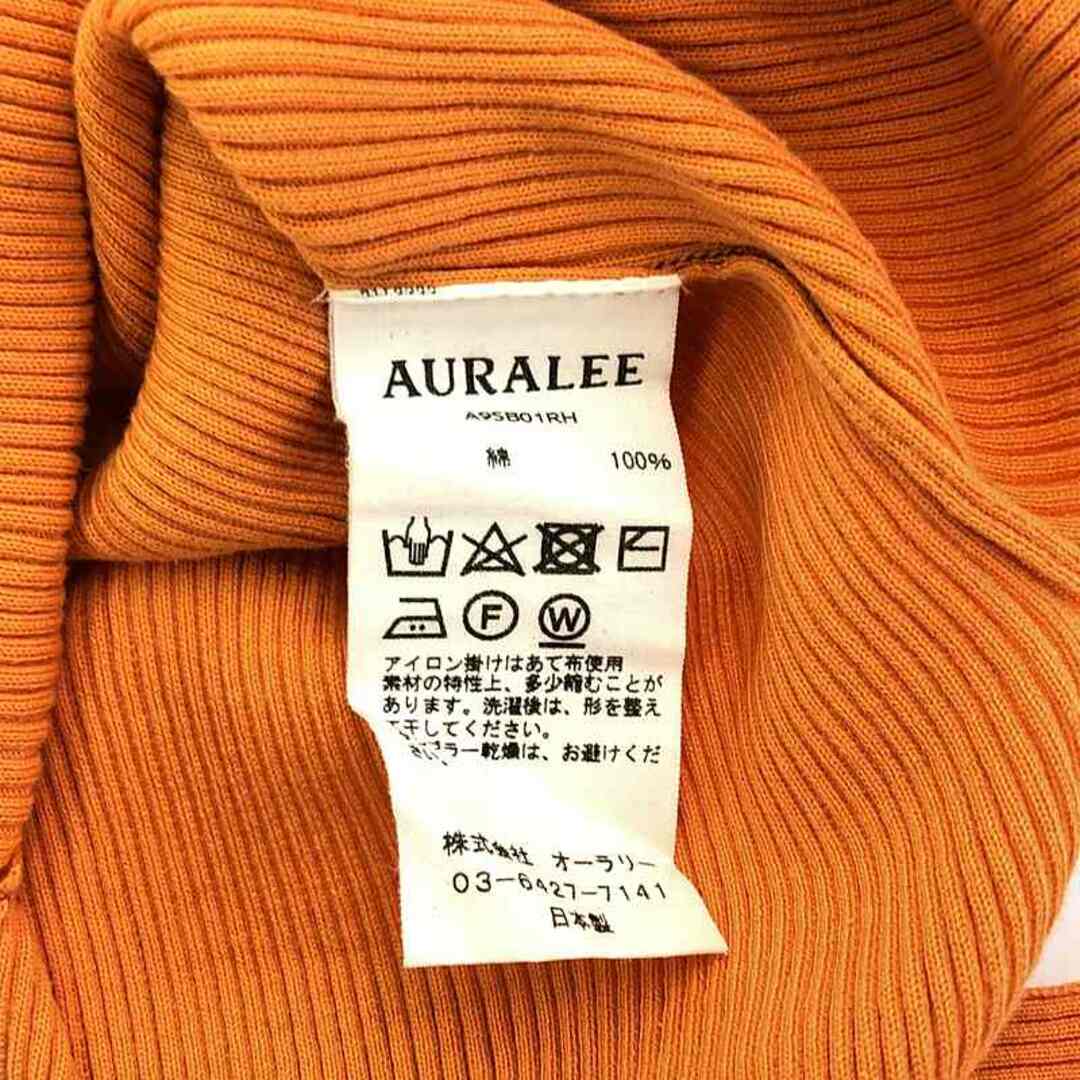 AURALEE
A9SB01RH
綿 100%
F W
アイロン掛けはあて布使用
素材の特性上、多少縮むことが
あります。洗濯後は、形を整え
干してください。
ラー乾燥は、お避けくだ
株式会社 オーラリー
03-6427-7141
日本製